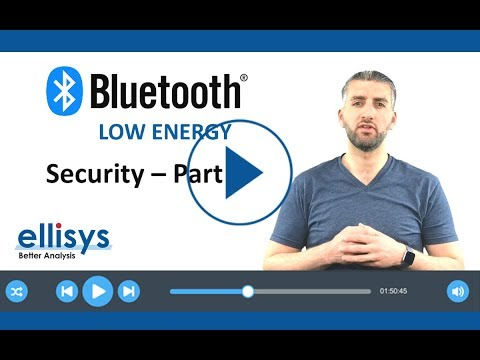 Bluetooth®
LOW ENERGY
Security – Part
ellisys
Better Analysis
01:50:45